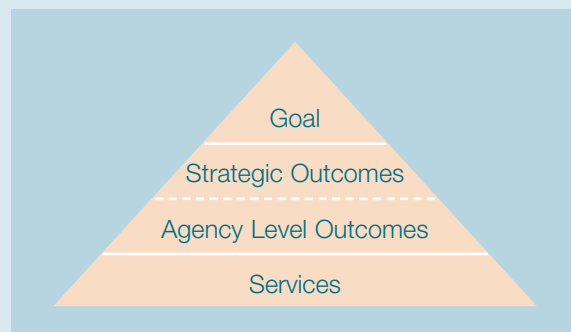 Goal
Strategic Outcomes
Agency Level Outcomes
Services